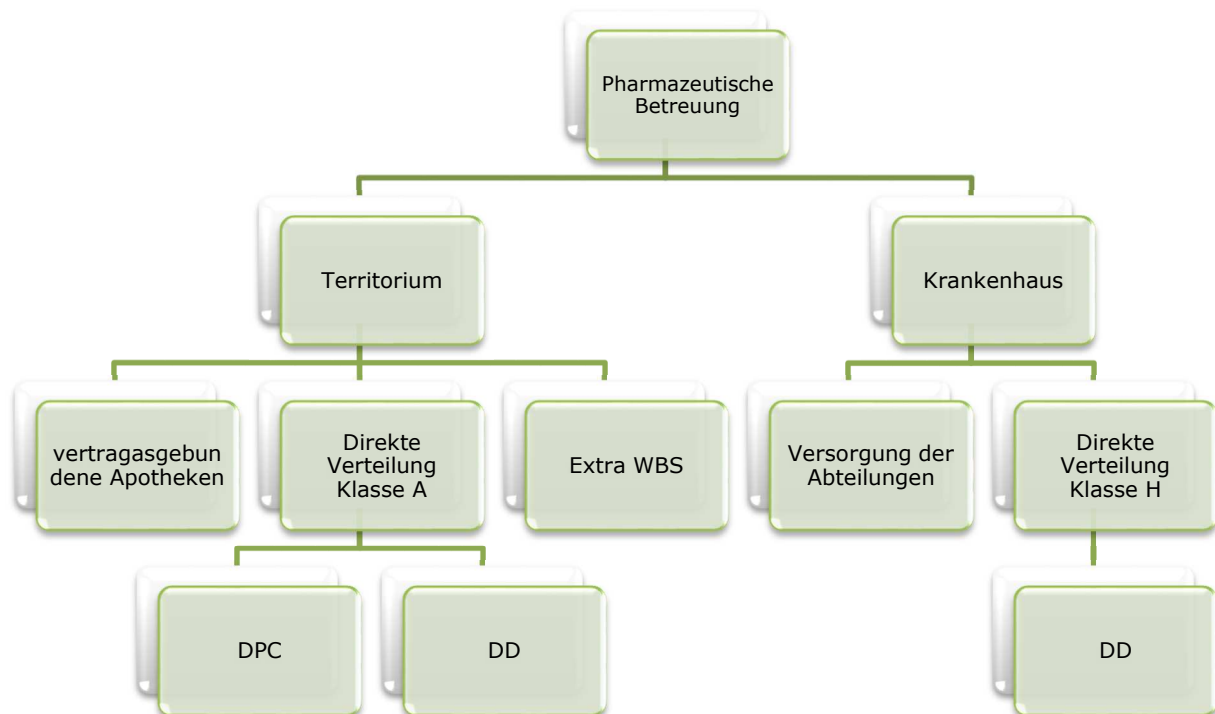 Pharmazeutische
Betreuung
Territorium
Krankenhaus
vertragasgebun
dene Apotheken
Direkte
Verteilung
Klasse A
Extra WBS
Versorgung der
Abteilungen
Direkte
Verteilung
Klasse H
DPC
DD
DD